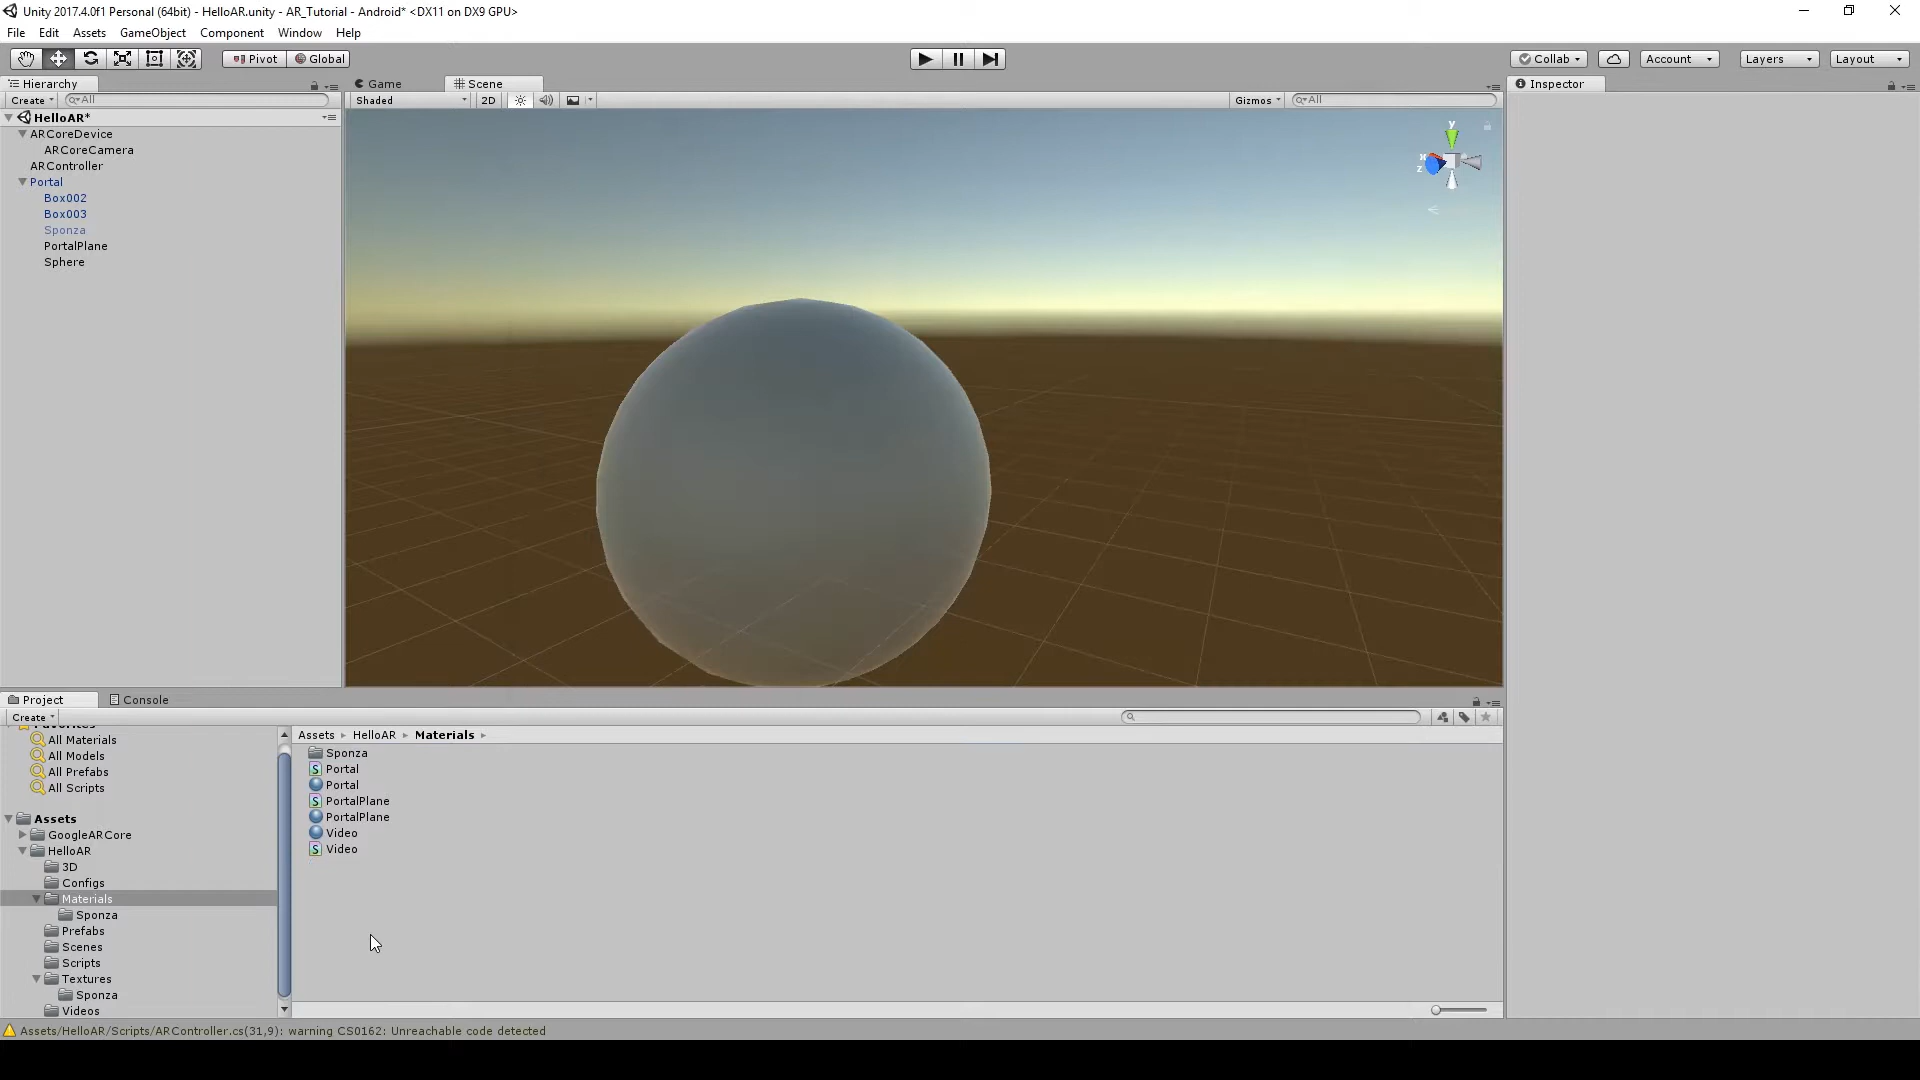 Unity 2017.4.0f1 Personal (64bit) - HelloAR.unity - AR_Tutorial - Android* <DX11 on DX9 GPU>
File Edit Assets GameObject Component Window Help
Pivot Global Collab Account Layers Layout
Hierarchy Game Scene Inspector
Create All Shaded 2D Gizmos All
HelloAR*
ARCoreDevice
ARCoreCamera
ARController
Portal
Box002
Box003
Sponza
PortalPlane
Sphere
y
x
z
Project Console
Create
Favorites
All Materials
All Models
All Prefabs
All Scripts
Assets
GoogleARCore
HelloAR
3D
Configs
Materials
Sponza
Prefabs
Scenes
Scripts
Textures
Sponza
Videos
Assets HelloAR Materials
Sponza
Portal
Portal
PortalPlane
PortalPlane
Video
Video
Assets/HelloAR/Scripts/ARController.cs(31,9): warning CS0162: Unreachable code detected